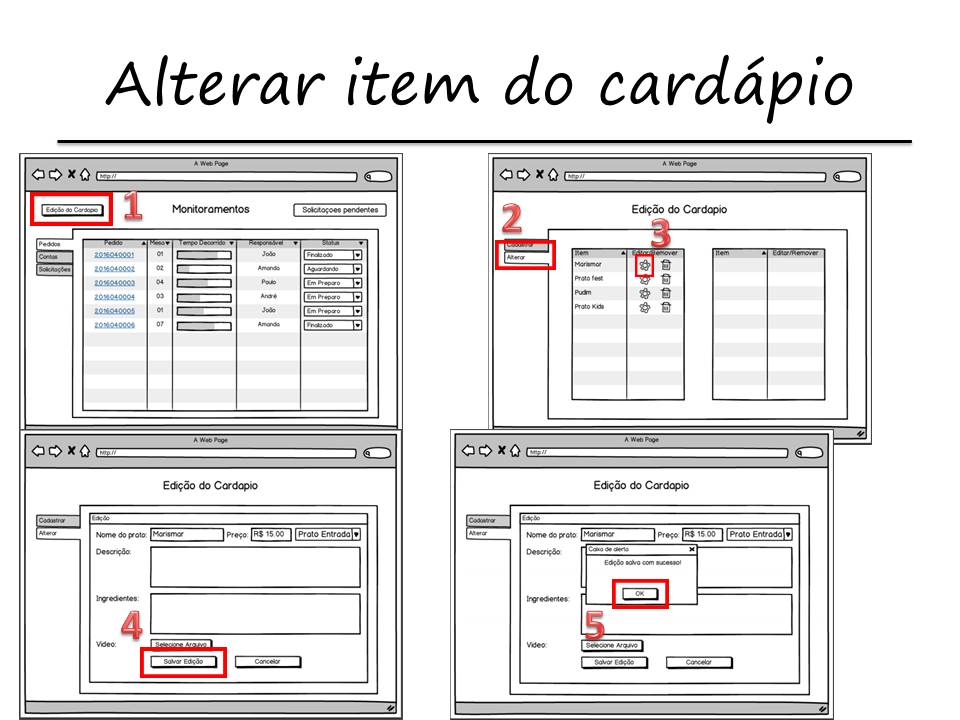 Alterar item do cardápio
A Web Page
http://
Edição do Cardapio
1
Monitoramentos
Solicitaçoes pendentes
Pedidos
Contas
Solicitações
Pedido Mesa Tempo Decorrido Responsável Status
2016040001 01 João Finalizado
2016040002 02 Amanda Aguardando
2016040003 04 Paulo Em Preparo
2016040004 03 André Em Preparo
2016040005 01 João Em Preparo
2016040006 07 Amanda Finalizado
A Web Page
http://
Edição do Cardapio
2
3
Cadastrar
Alterar
Item Editar/Remover Item Editar/Remover
Marismar
Prato fest
Pudim
Prato Kids
A Web Page
http://
Edição do Cardapio
Cadastrar
Alterar
Edição
Nome do prato: Marismar Preço: R$ 15.00 Prato Entrada
Descrição:
Ingredientes:
4
Video: Selecione Arquivo
Salvar Edição Cancelar
A Web Page
http://
Edição do Cardapio
Cadastrar
Alterar
Edição
Nome do prato: Marismar Preço: R$ 15.00 Prato Entrada
Descrição:
Caixa de alerta
Edição salva com sucesso!
OK
Ingredientes:
5
Video: Selecione Arquivo
Salvar Edição Cancelar